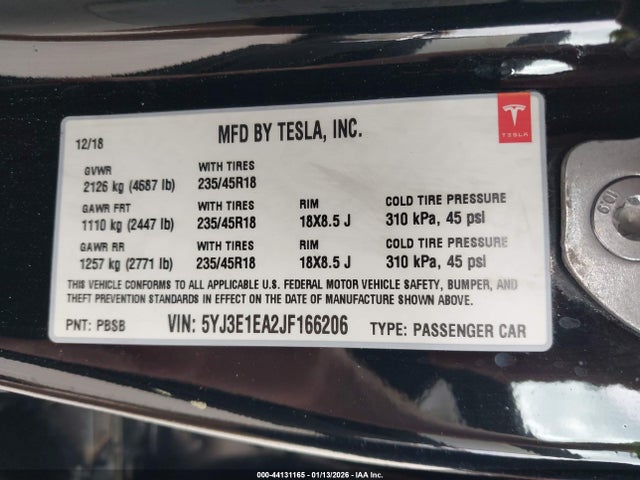 MFD BY TESLA, INC.
TESLA
12/18
GVWR WITH TIRES
2126 kg (4687 lb) 235/45R18
GAWR FRT WITH TIRES RIM COLD TIRE PRESSURE
1110 kg (2447 lb) 235/45R18 18X8.5 J 310 kPa, 45 psi
GAWR RR WITH TIRES RIM COLD TIRE PRESSURE
1257 kg (2771 lb) 235/45R18 18X8.5 J 310 kPa, 45 psi
THIS VEHICLE CONFORMS TO ALL APPLICABLE U.S. FEDERAL MOTOR VEHICLE SAFETY, BUMPER, AND
THEFT PREVENTION STANDARDS IN EFFECT ON THE DATE OF MANUFACTURE SHOWN ABOVE.
PNT: PBSB VIN: 5YJ3E1EA2JF166206 TYPE: PASSENGER CAR
10.9
000-44131165 - 01/13/2026 - IAA Inc.